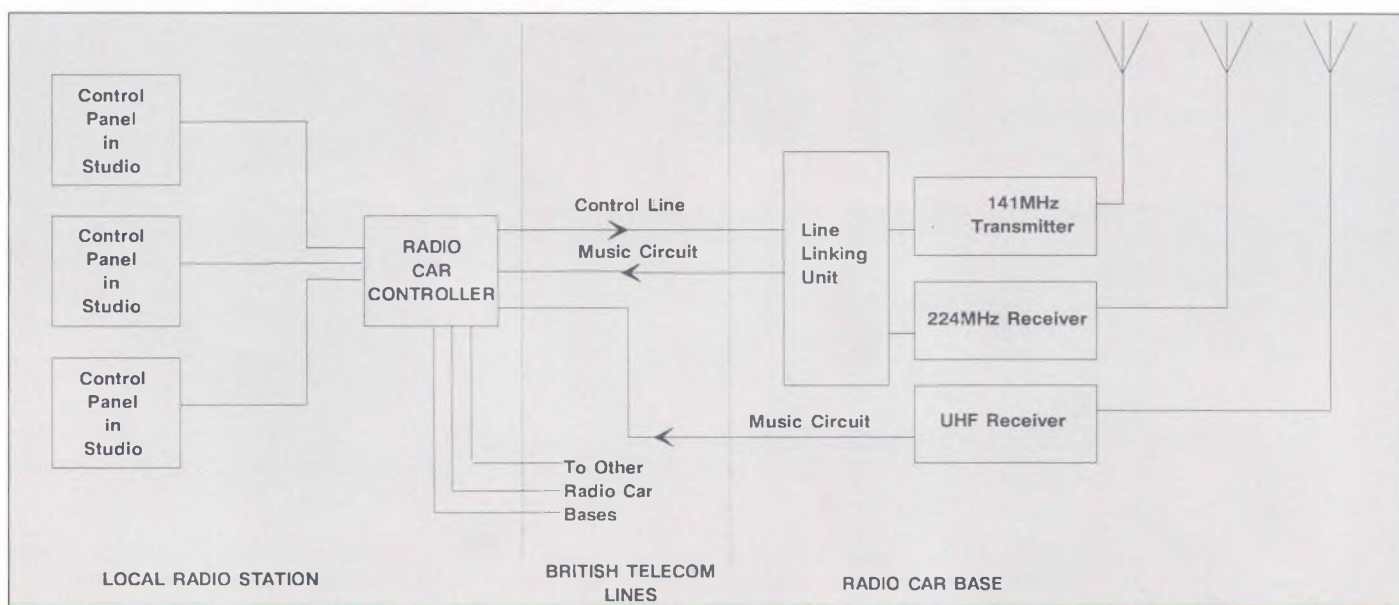 Control
Panel
in
Studio
Control
Panel
in
Studio
Control
Panel
in
Studio
RADIO
CAR
CONTROLLER
Control Line
Music Circuit
Music Circuit
To Other
Radio Car
Bases
Line
Linking
Unit
141MHz
Transmitter
224MHz Receiver
UHF Receiver
LOCAL RADIO STATION
BRITISH TELECOM
LINES
RADIO CAR BASE